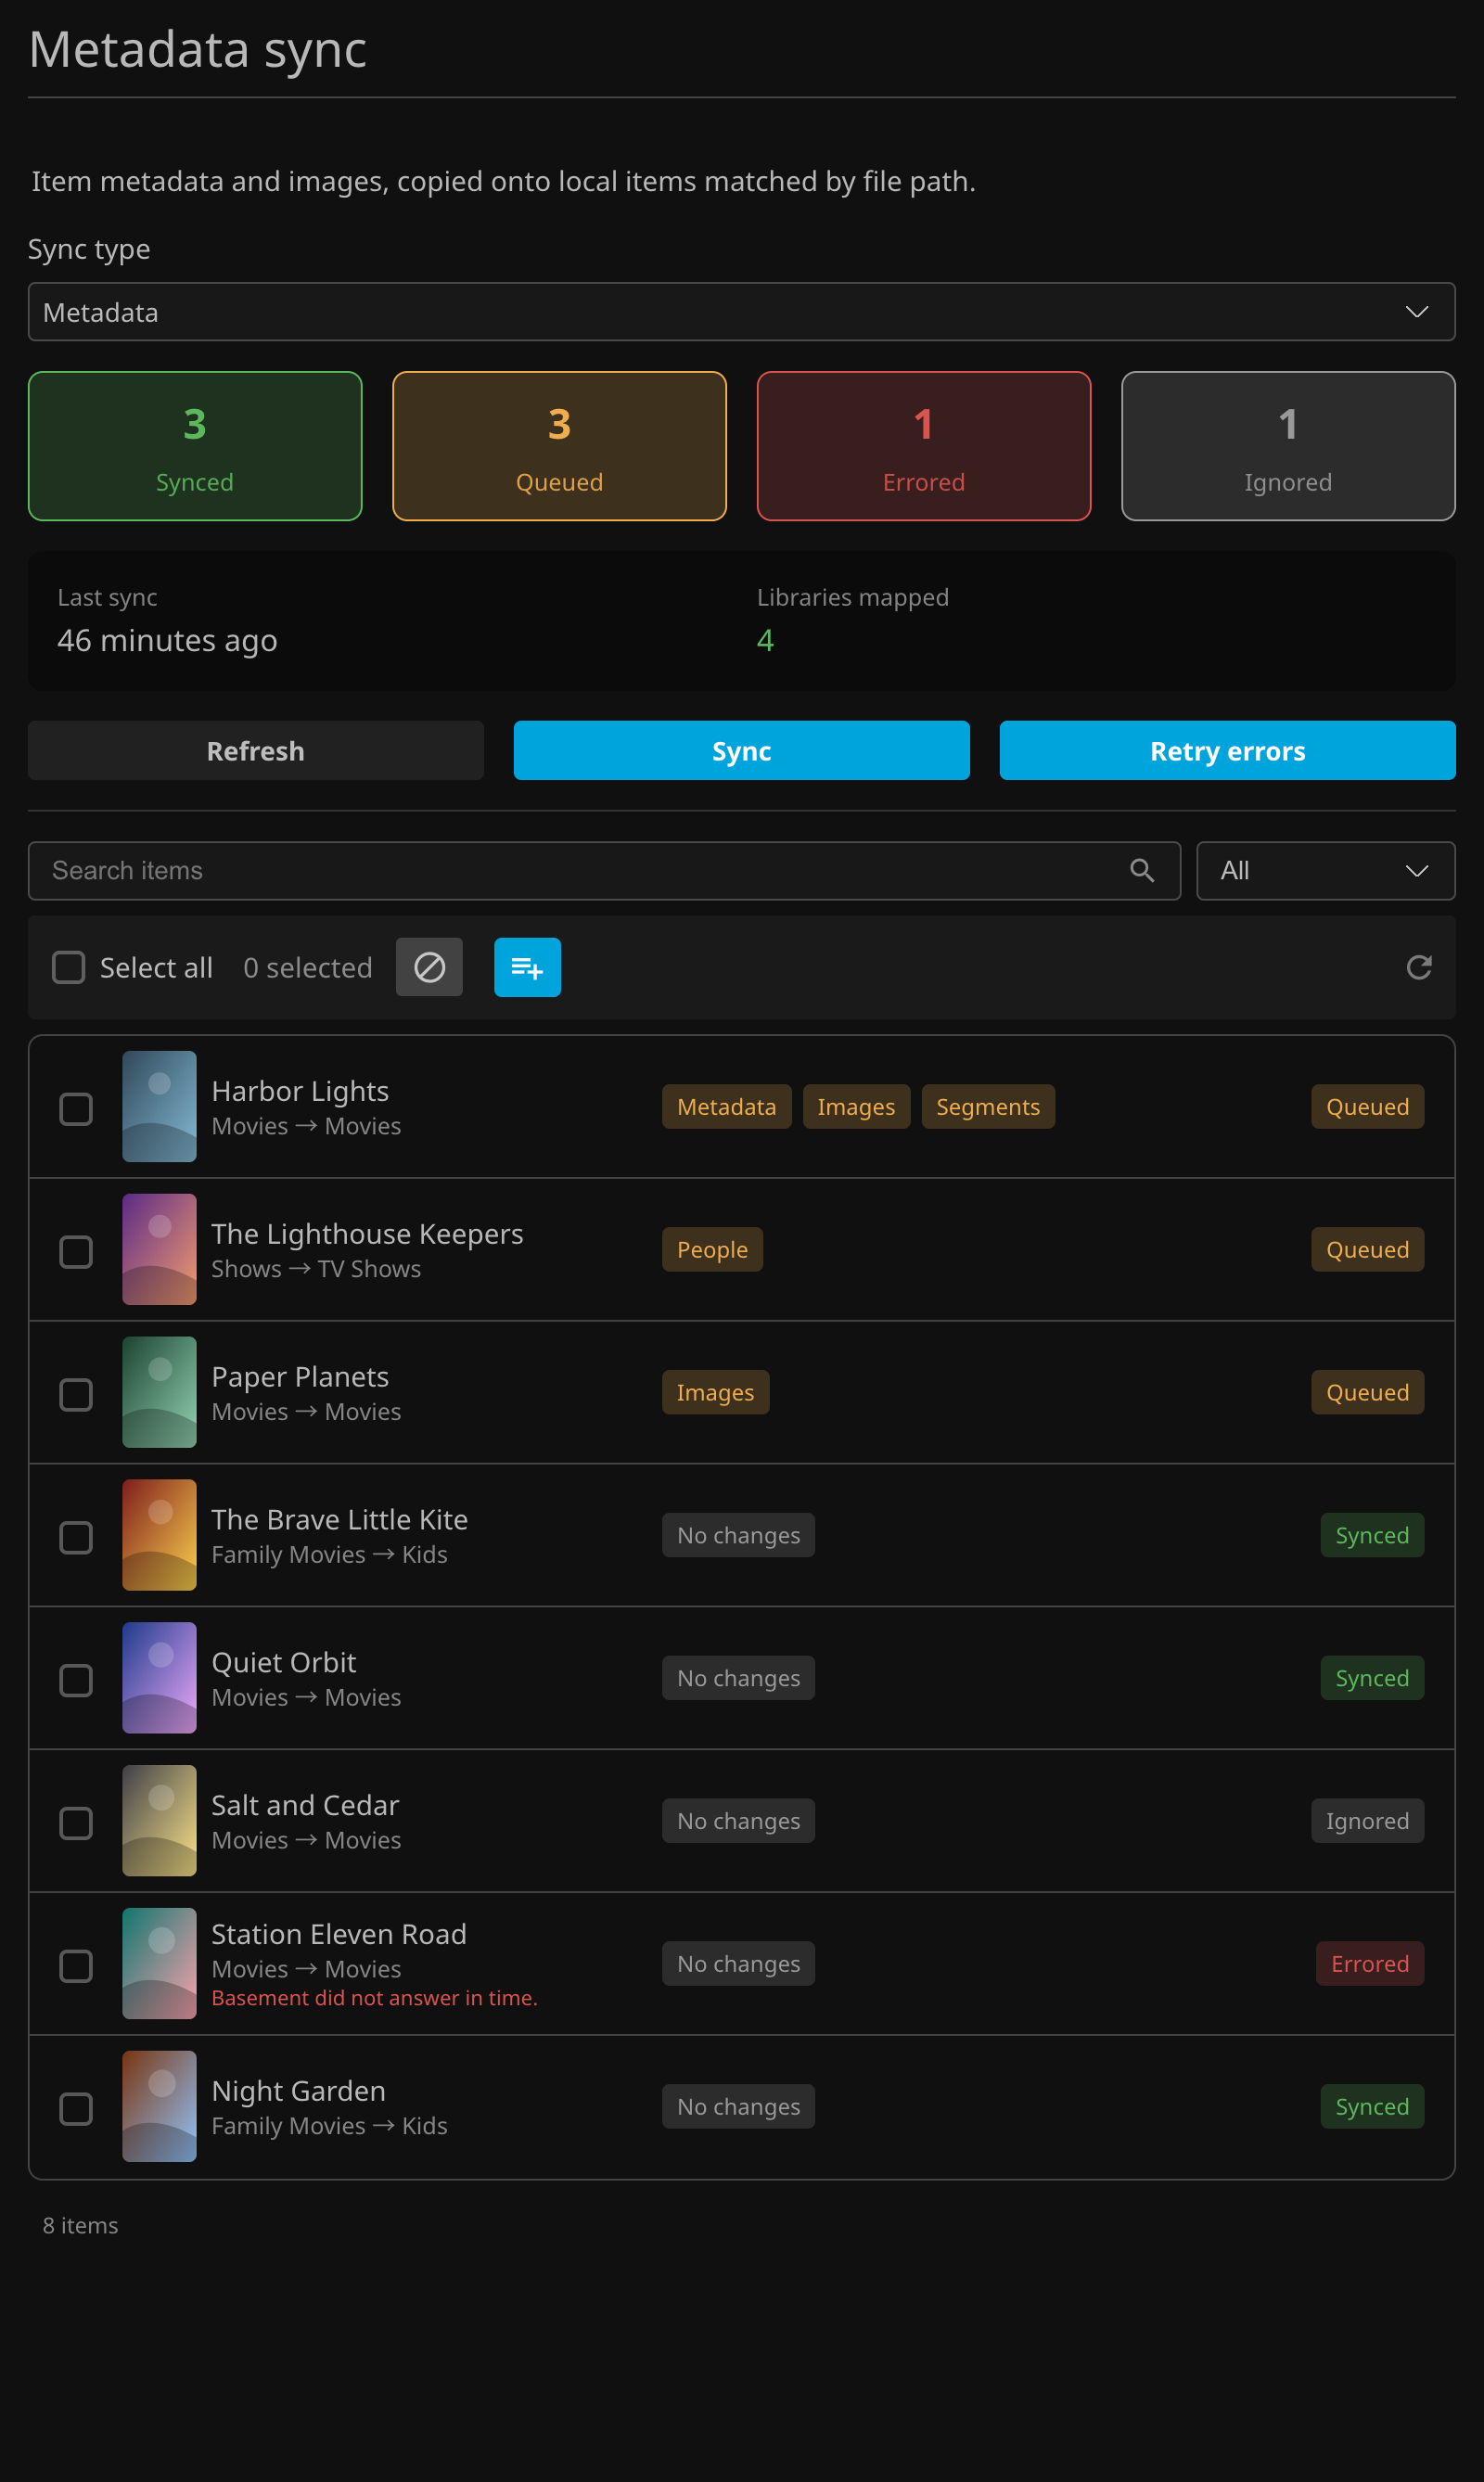 Metadata sync
Item metadata and images, copied onto local items matched by file path.
Sync type
Metadata
3
Synced
3
Queued
1
Errored
1
Ignored
Last sync
46 minutes ago
Libraries mapped
4
Refresh
Sync
Retry errors
Search items
All
Select all
0 selected
Harbor Lights
Movies → Movies
Metadata
Images
Segments
Queued
The Lighthouse Keepers
Shows → TV Shows
People
Queued
Paper Planets
Movies → Movies
Images
Queued
The Brave Little Kite
Family Movies → Kids
No changes
Synced
Quiet Orbit
Movies → Movies
No changes
Synced
Salt and Cedar
Movies → Movies
No changes
Ignored
Station Eleven Road
Movies → Movies
Basement did not answer in time.
No changes
Errored
Night Garden
Family Movies → Kids
No changes
Synced
8 items